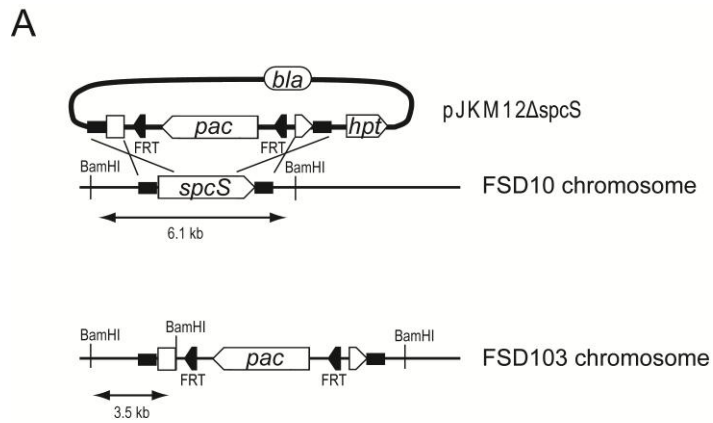 A
bla
pac
hpt
pJKM12ΔspcS
FRT
FRT
BamHI
BamHI
spcS
FSD10 chromosome
6.1 kb
BamHI
BamHI
BamHI
pac
FSD103 chromosome
FRT
FRT
3.5 kb